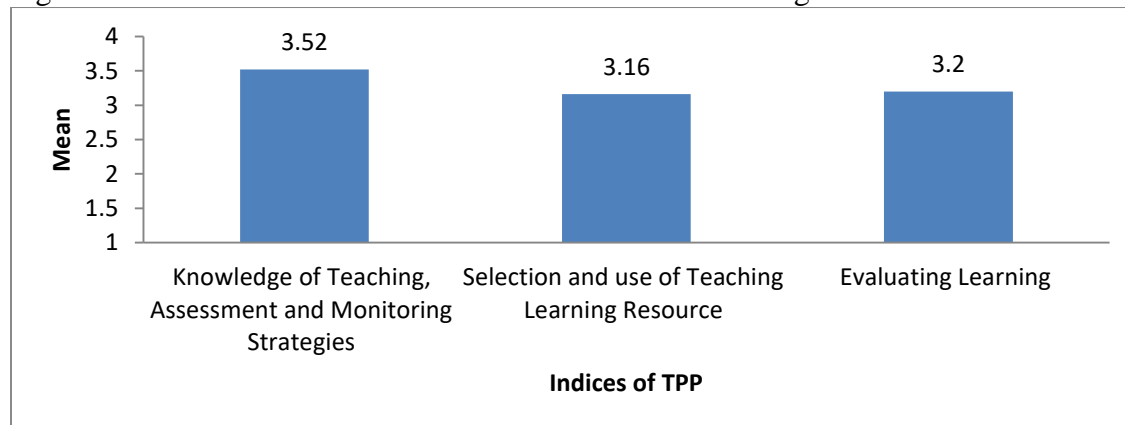 4
3.5
3
2.5
2
1.5
1
Mean
3.52
3.16
3.2
Knowledge of Teaching,
Assessment and Monitoring
Strategies
Selection and use of Teaching
Learning Resource
Evaluating Learning
Indices of TPP